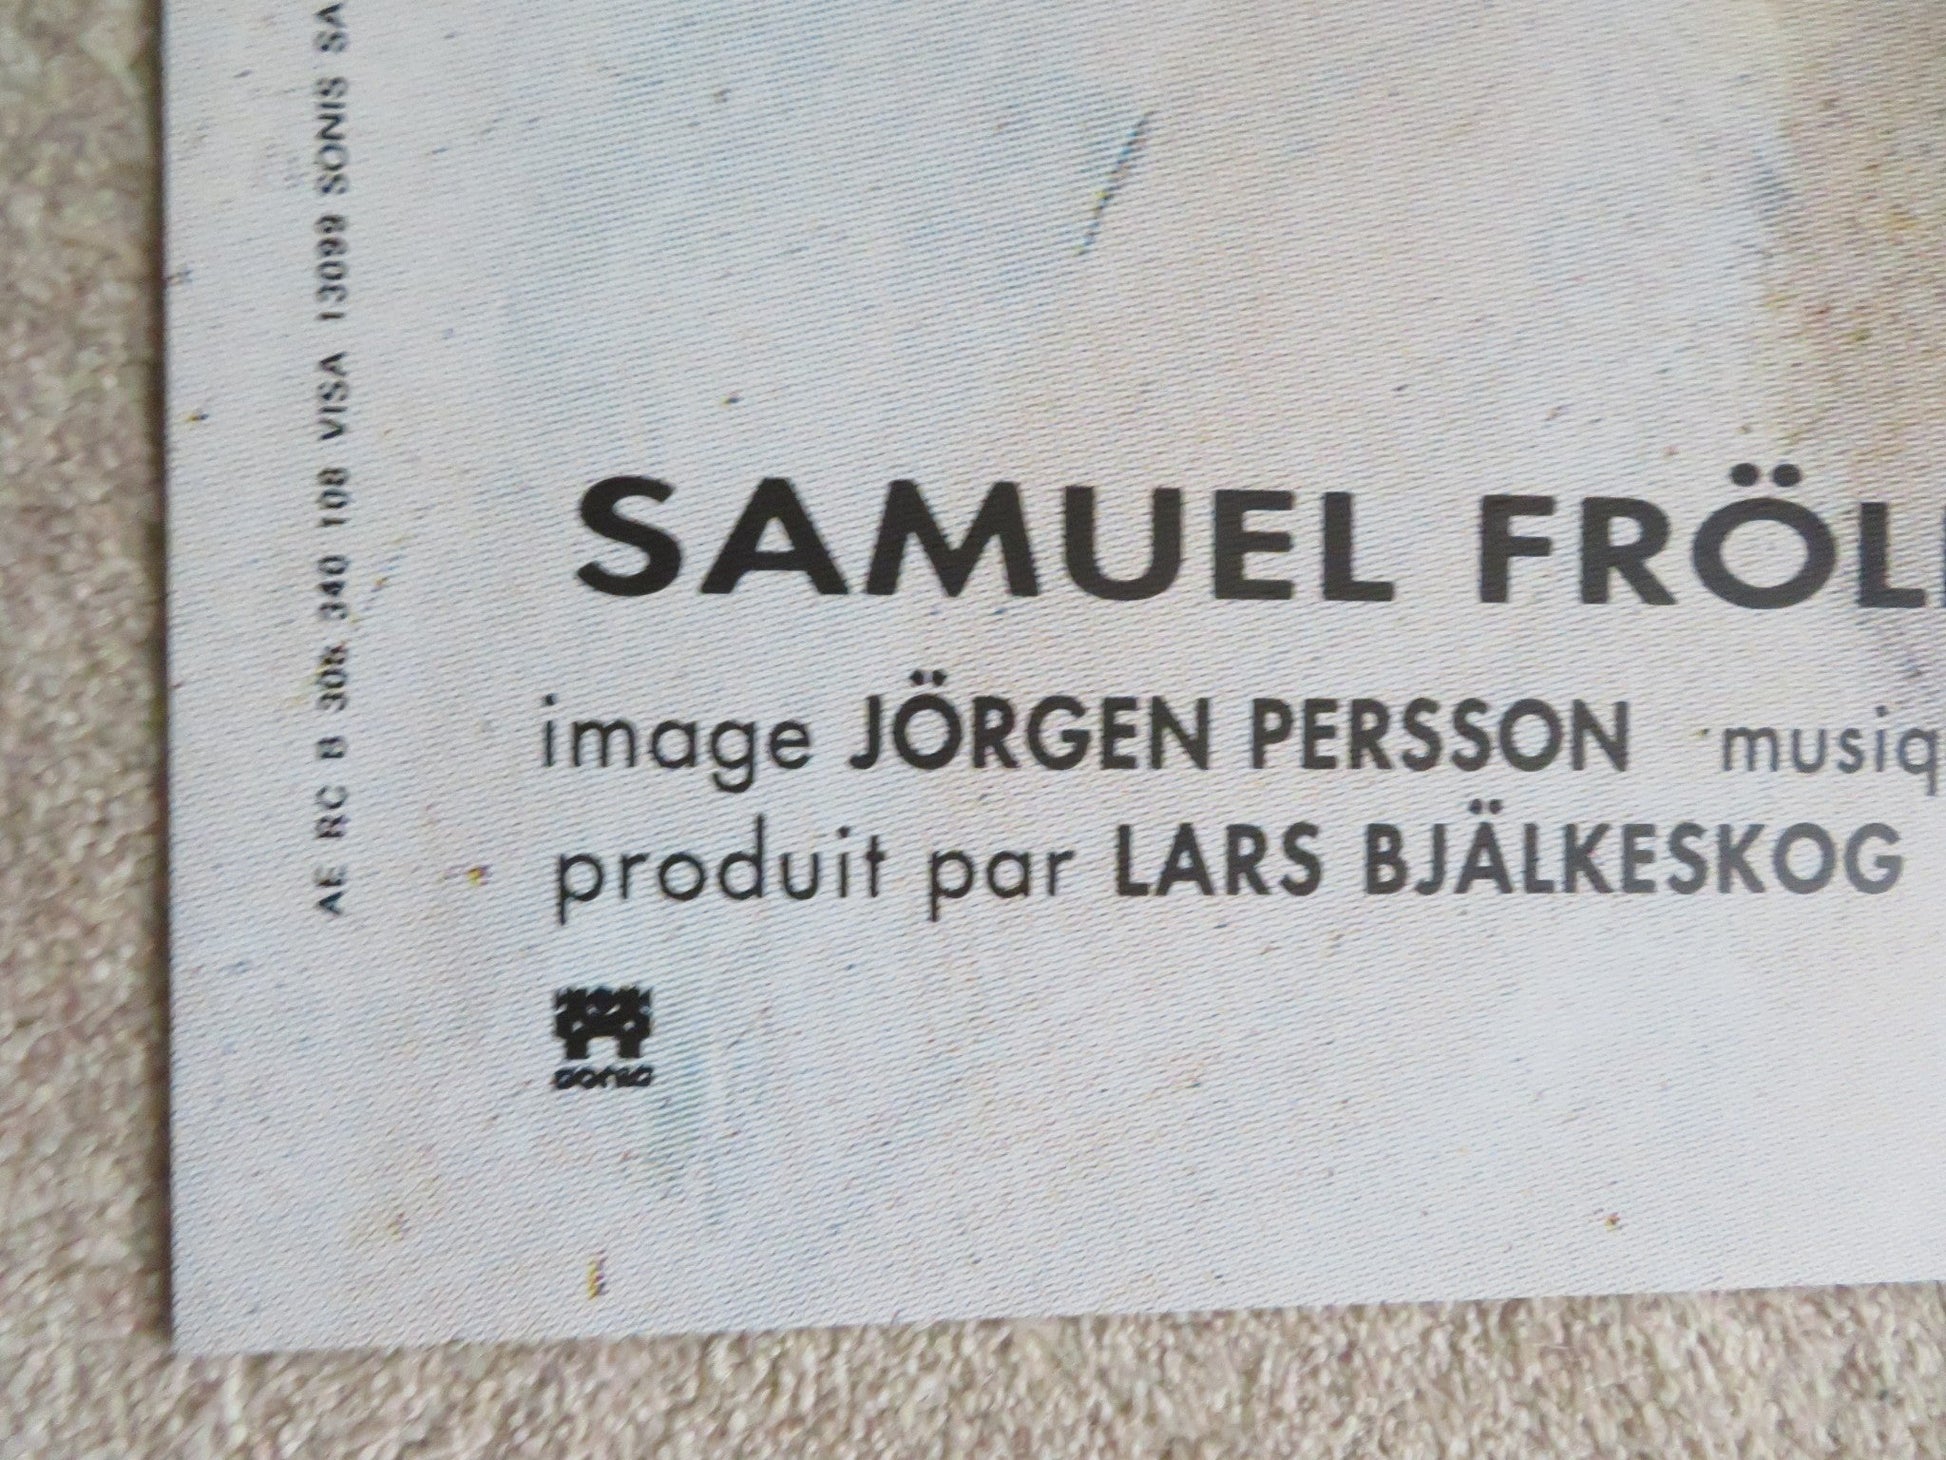 AE RC B 308 340 108 VISA 13099 SONIS SA
SAMUEL FRÖL
image JÖRGEN PERSSON musiq
produit par LARS BJÄLKESKOG
sonis